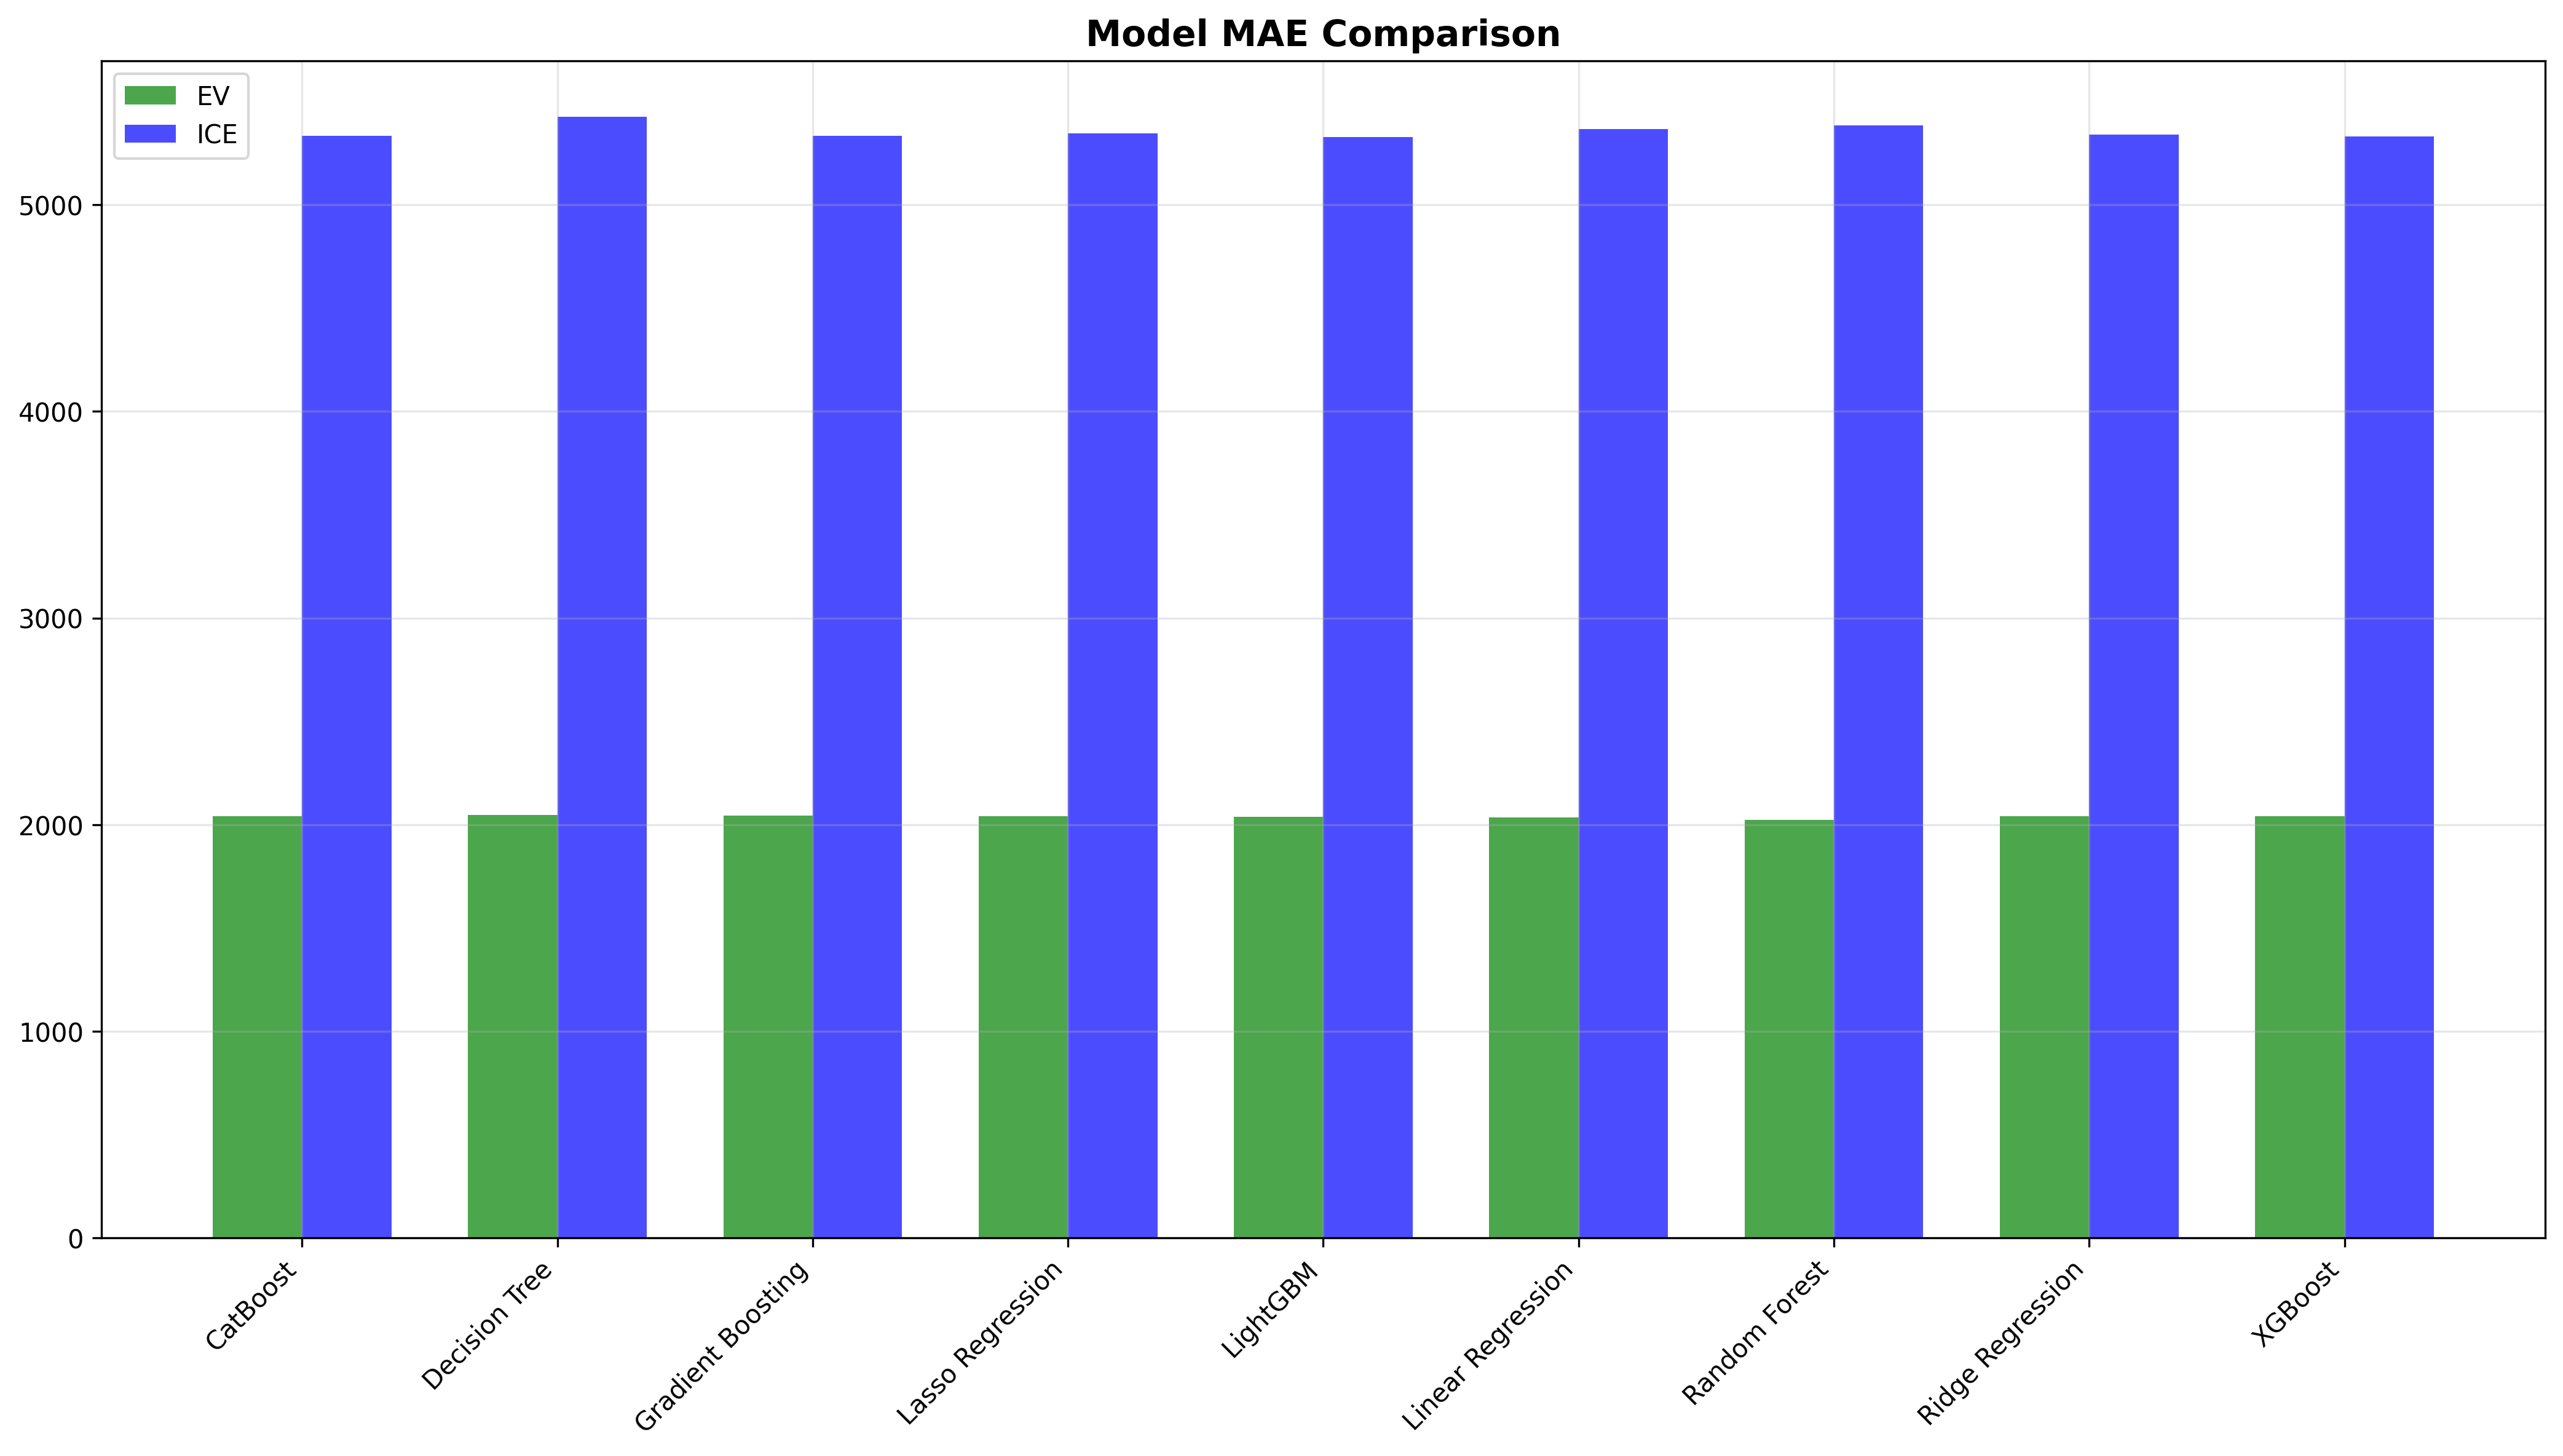 Model MAE Comparison
EV
ICE
5000
4000
3000
2000
1000
0
CatBoost
Decision Tree
Gradient Boosting
Lasso Regression
LightGBM
Linear Regression
Random Forest
Ridge Regression
XGBoost